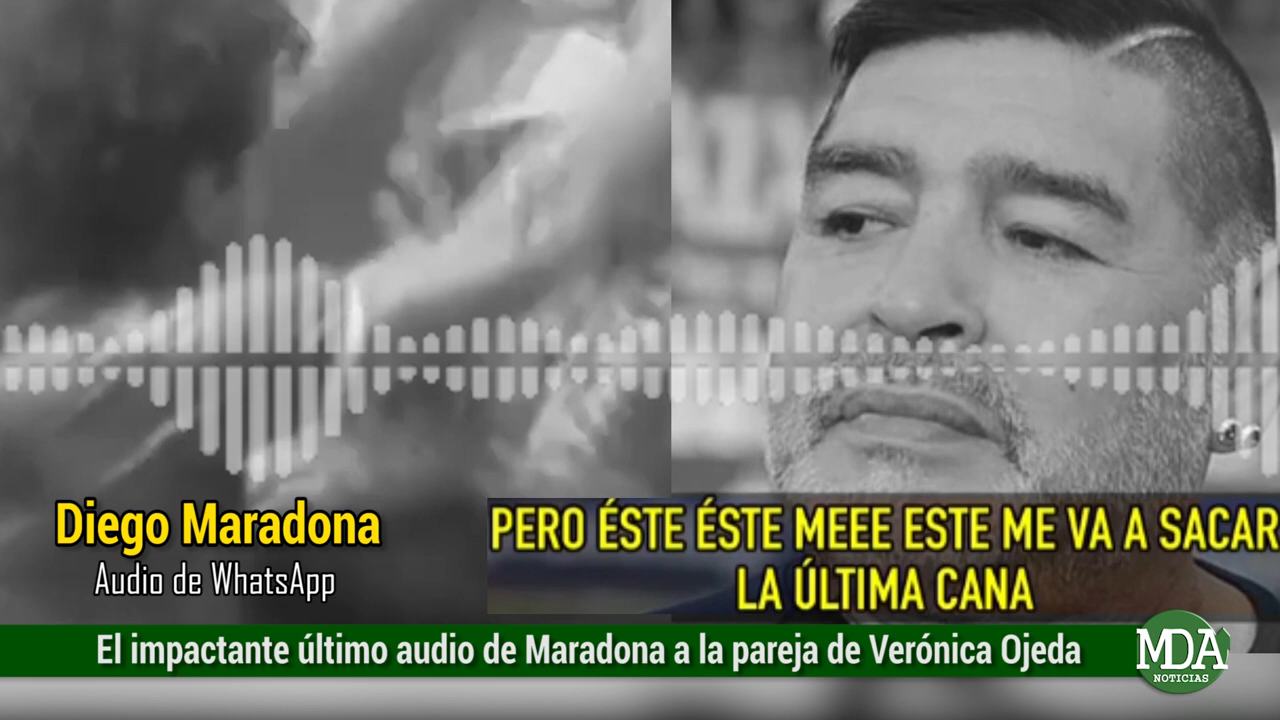 Diego Maradona
Audio de WhatsApp
PERO ÉSTE ÉSTE MEEE ESTE ME VA A SACAR
LA ÚLTIMA CANA
El impactante último audio de Maradona a la pareja de Verónica Ojeda
MDA
NOTICIAS